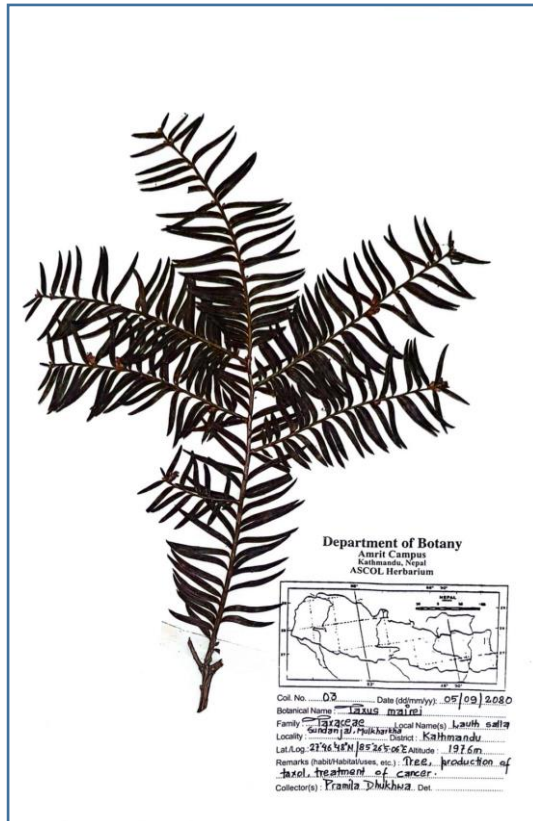 Department of Botany
Amrit Campus
Kathmandu, Nepal
ASCOL Herbarium
NEPAL
Coll. No. 03 Date (dd/mm/yy): 05/09/2080
Botanical Name: Taxus mairei
Family: Taxaceae Local Name(s) Lauth salla
Locality: Sundarijal, Mulkharkha District: Kathmandu
Lat./Log.: 27°46'48"N/85°26'5.06"E Altitude: 1976m
Remarks (habit/Habitat/uses, etc.): Tree, production of
taxol, treatment of cancer.
Collector(s): Pramila Dhukhwa Det.